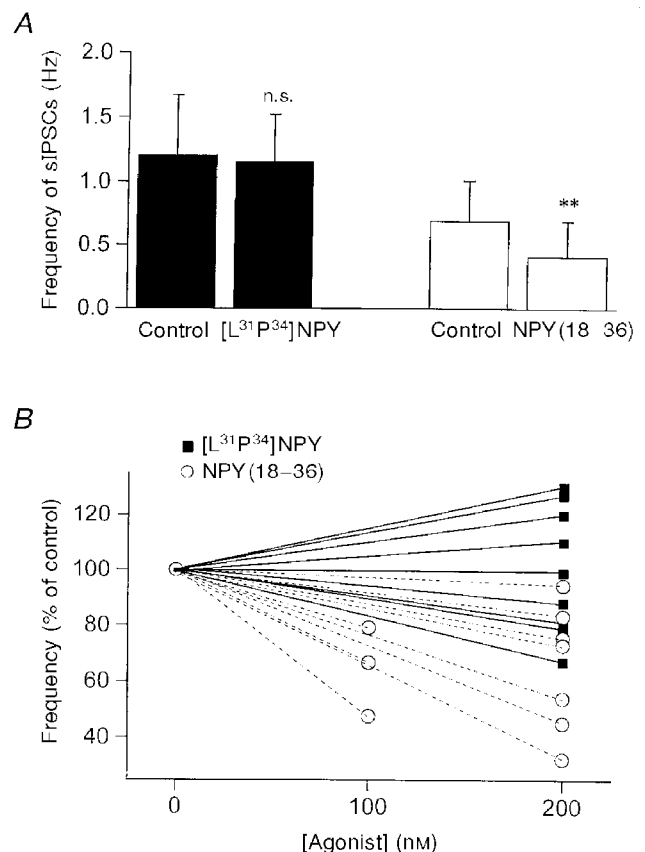 A
Frequency of sIPSCs (Hz)
2.0
1.5
1.0
0.5
0.0
n.s.
**
Control [L³¹P³⁴]NPY
Control NPY(18 36)
B
■ [L³¹P³⁴]NPY
○ NPY(18–36)
Frequency (% of control)
120
100
80
60
40
0 100 200
[Agonist] (nM)